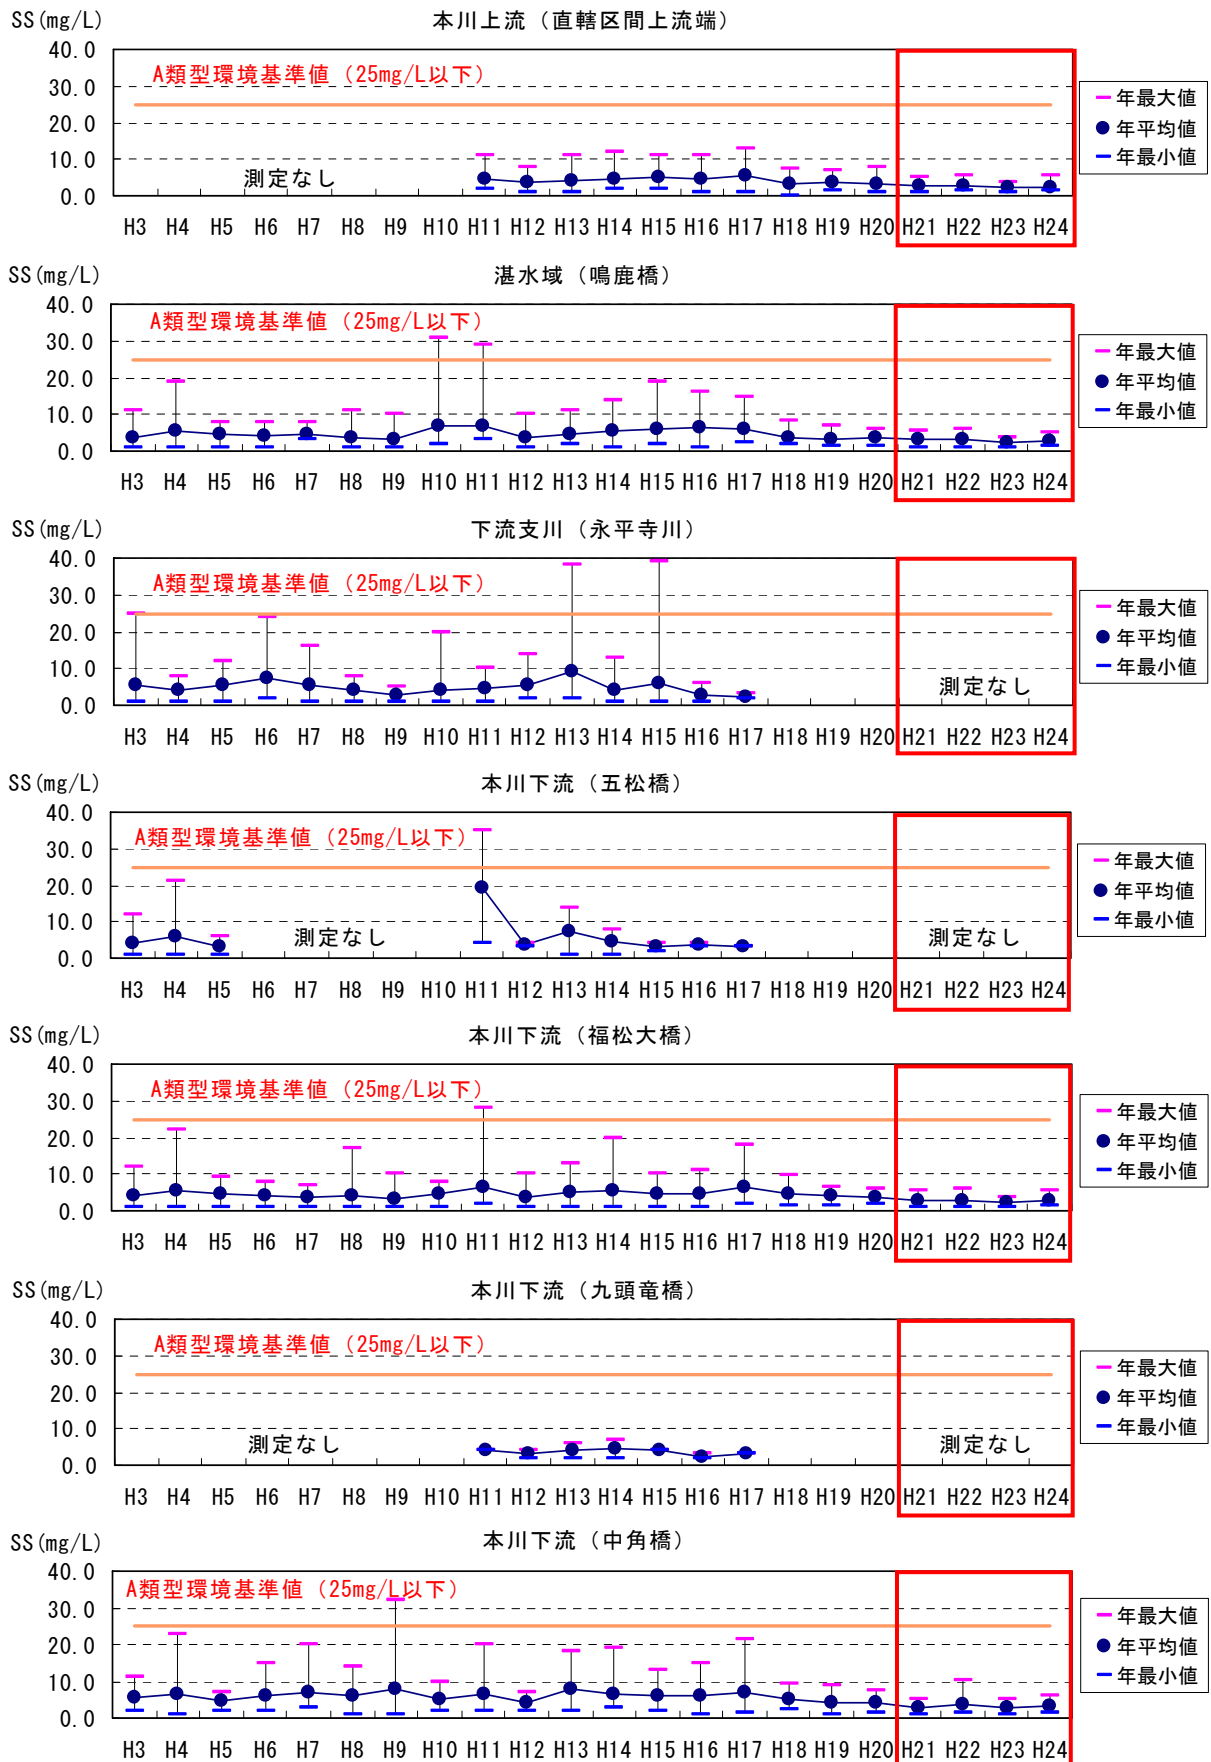 SS(mg/L)
本川上流（直轄区間上流端）
40.0
30.0
20.0
10.0
0.0
A類型環境基準値（25mg/L以下）
測定なし
H3 H4 H5 H6 H7 H8 H9 H10 H11 H12 H13 H14 H15 H16 H17 H18 H19 H20 H21 H22 H23 H24
年最大値
年平均値
年最小値
SS(mg/L)
湛水域（鳴鹿橋）
40.0
30.0
20.0
10.0
0.0
A類型環境基準値（25mg/L以下）
H3 H4 H5 H6 H7 H8 H9 H10 H11 H12 H13 H14 H15 H16 H17 H18 H19 H20 H21 H22 H23 H24
年最大値
年平均値
年最小値
SS(mg/L)
下流支川（永平寺川）
40.0
30.0
20.0
10.0
0.0
A類型環境基準値（25mg/L以下）
測定なし
H3 H4 H5 H6 H7 H8 H9 H10 H11 H12 H13 H14 H15 H16 H17 H18 H19 H20 H21 H22 H23 H24
年最大値
年平均値
年最小値
SS(mg/L)
本川下流（五松橋）
40.0
30.0
20.0
10.0
0.0
A類型環境基準値（25mg/L以下）
測定なし 測定なし
H3 H4 H5 H6 H7 H8 H9 H10 H11 H12 H13 H14 H15 H16 H17 H18 H19 H20 H21 H22 H23 H24
年最大値
年平均値
年最小値
SS(mg/L)
本川下流（福松大橋）
40.0
30.0
20.0
10.0
0.0
A類型環境基準値（25mg/L以下）
H3 H4 H5 H6 H7 H8 H9 H10 H11 H12 H13 H14 H15 H16 H17 H18 H19 H20 H21 H22 H23 H24
年最大値
年平均値
年最小値
SS(mg/L)
本川下流（九頭竜橋）
40.0
30.0
20.0
10.0
0.0
A類型環境基準値（25mg/L以下）
測定なし 測定なし
H3 H4 H5 H6 H7 H8 H9 H10 H11 H12 H13 H14 H15 H16 H17 H18 H19 H20 H21 H22 H23 H24
年最大値
年平均値
年最小値
SS(mg/L)
本川下流（中角橋）
40.0
30.0
20.0
10.0
0.0
A類型環境基準値（25mg/L以下）
H3 H4 H5 H6 H7 H8 H9 H10 H11 H12 H13 H14 H15 H16 H17 H18 H19 H20 H21 H22 H23 H24
年最大値
年平均値
年最小値